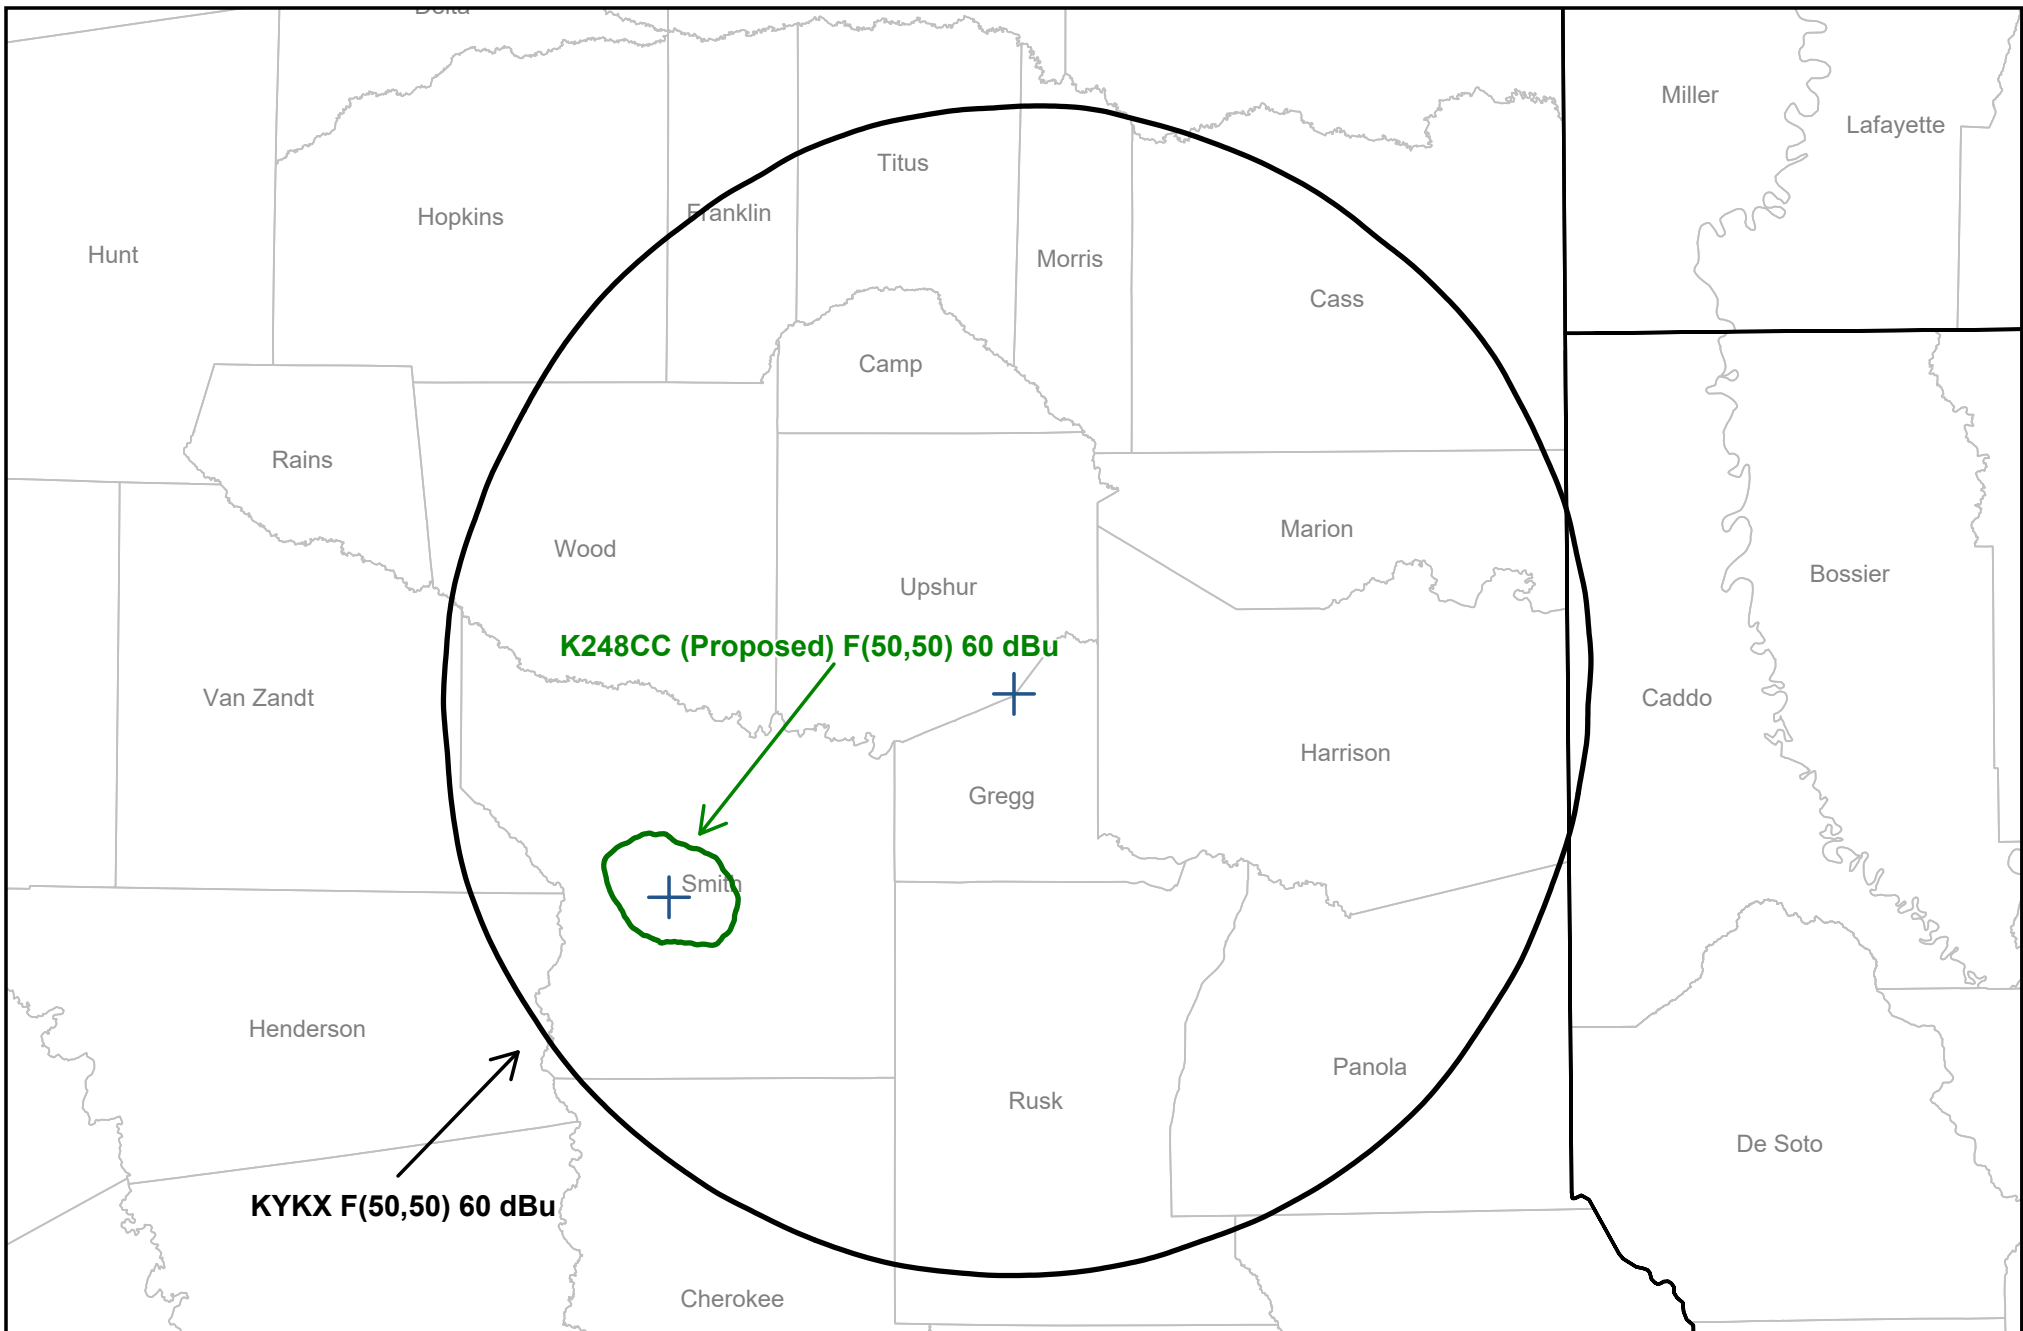 Delta
Miller
Lafayette
Titus
Hopkins
Franklin
Hunt
Morris
Cass
Camp
Rains
Marion
Wood
Bossier
Upshur
K248CC (Proposed) F(50,50) 60 dBu
Van Zandt
Caddo
Harrison
Gregg
Smith
Henderson
Panola
Rusk
De Soto
KYKX F(50,50) 60 dBu
Cherokee